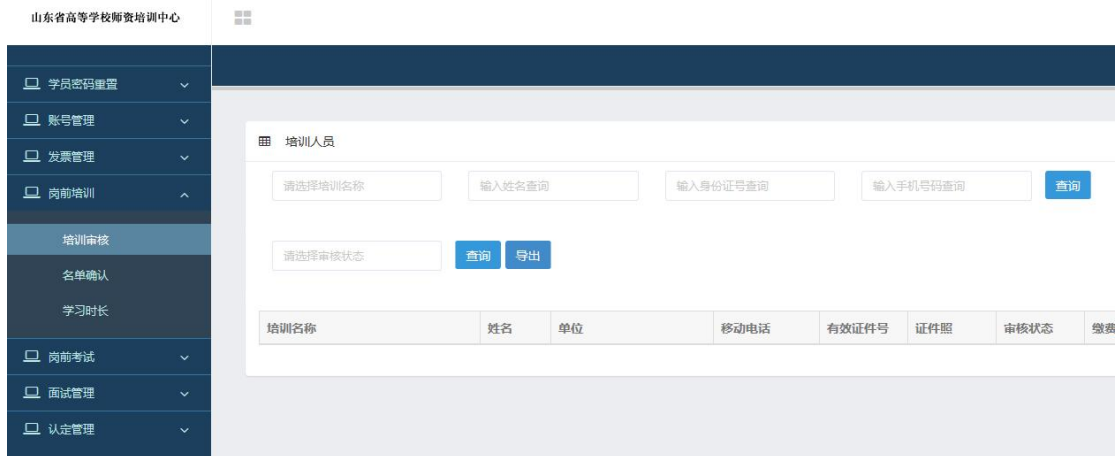 山东省高等学校师资培训中心
学员密码重置
账号管理
发票管理
岗前培训
培训审核
名单确认
学习时长
岗前考试
面试管理
认定管理
培训人员
请选择培训名称 输入姓名查询 输入身份证号查询 输入手机号码查询 查询
请选择审核状态 查询 导出
培训名称 姓名 单位 移动电话 有效证件号 证件照 审核状态 缴费